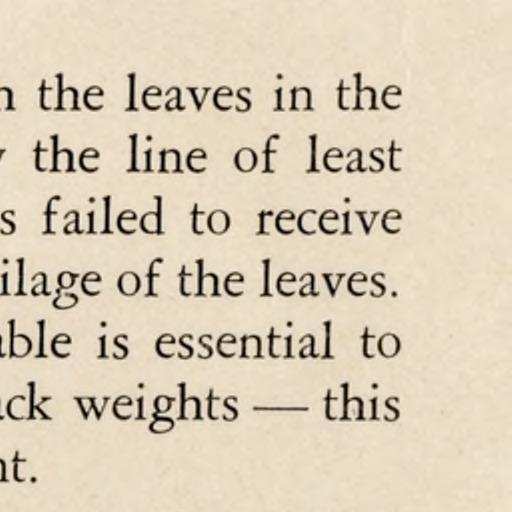 n the leaves in the
the line of least
s failed to receive
ilage of the leaves.
able is essential to
ck weights — this
nt.